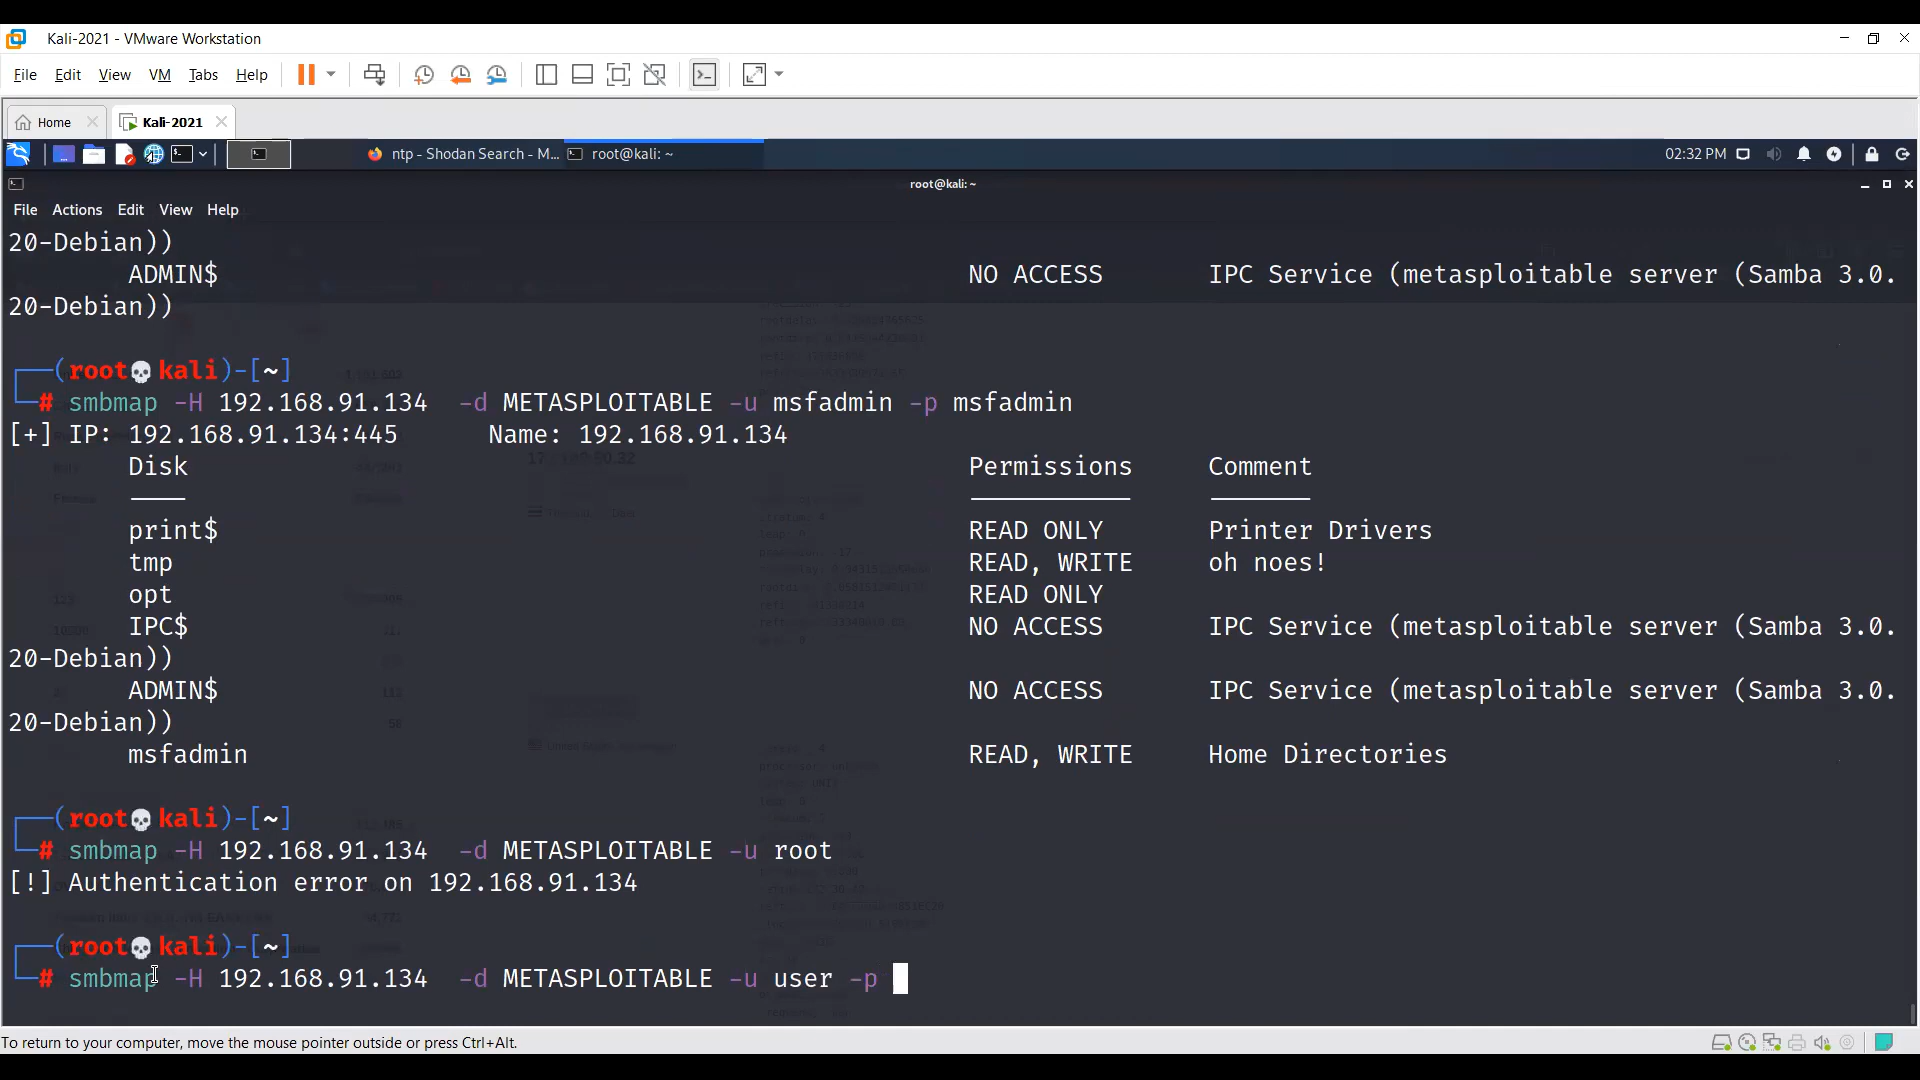 Kali-2021 - VMware Workstation
File Edit View VM Tabs Help
Home Kali-2021
ntp - Shodan Search - M... root@kali: ~ 02:32 PM
root@kali: ~
File Actions Edit View Help
20-Debian))
ADMIN$ NO ACCESS IPC Service (metasploitable server (Samba 3.0.
20-Debian))
┌──(root💀kali)-[~]
└─# smbmap -H 192.168.91.134  -d METASPLOITABLE -u msfadmin -p msfadmin
[+] IP: 192.168.91.134:445 Name: 192.168.91.134
Disk Permissions Comment
---- ----------- -------
print$ READ ONLY Printer Drivers
tmp READ, WRITE oh noes!
opt READ ONLY
IPC$ NO ACCESS IPC Service (metasploitable server (Samba 3.0.
20-Debian))
ADMIN$ NO ACCESS IPC Service (metasploitable server (Samba 3.0.
20-Debian))
msfadmin READ, WRITE Home Directories
┌──(root💀kali)-[~]
└─# smbmap -H 192.168.91.134  -d METASPLOITABLE -u root
[!] Authentication error on 192.168.91.134
┌──(root💀kali)-[~]
└─# smbmap -H 192.168.91.134  -d METASPLOITABLE -u user -p
To return to your computer, move the mouse pointer outside or press Ctrl+Alt.